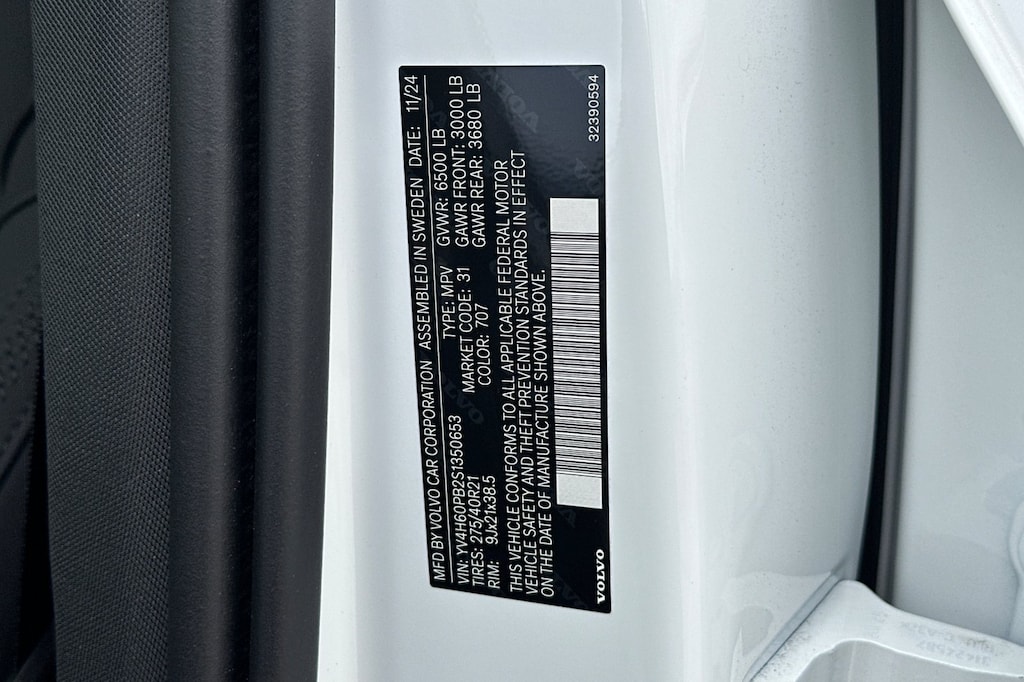 MFD BY VOLVO CAR CORPORATION ASSEMBLED IN SWEDEN DATE: 11/24
VIN: YV4H60PB2S1350653 TYPE: MPV GVWR: 6500 LB
TIRES: 275/40R21 MARKET CODE: 31 GAWR FRONT: 3000 LB
RIM: 9Jx21x38.5 COLOR: 707 GAWR REAR: 3680 LB
THIS VEHICLE CONFORMS TO ALL APPLICABLE FEDERAL MOTOR
VEHICLE SAFETY AND THEFT PREVENTION STANDARDS IN EFFECT
ON THE DATE OF MANUFACTURE SHOWN ABOVE.
VOLVO
32390594